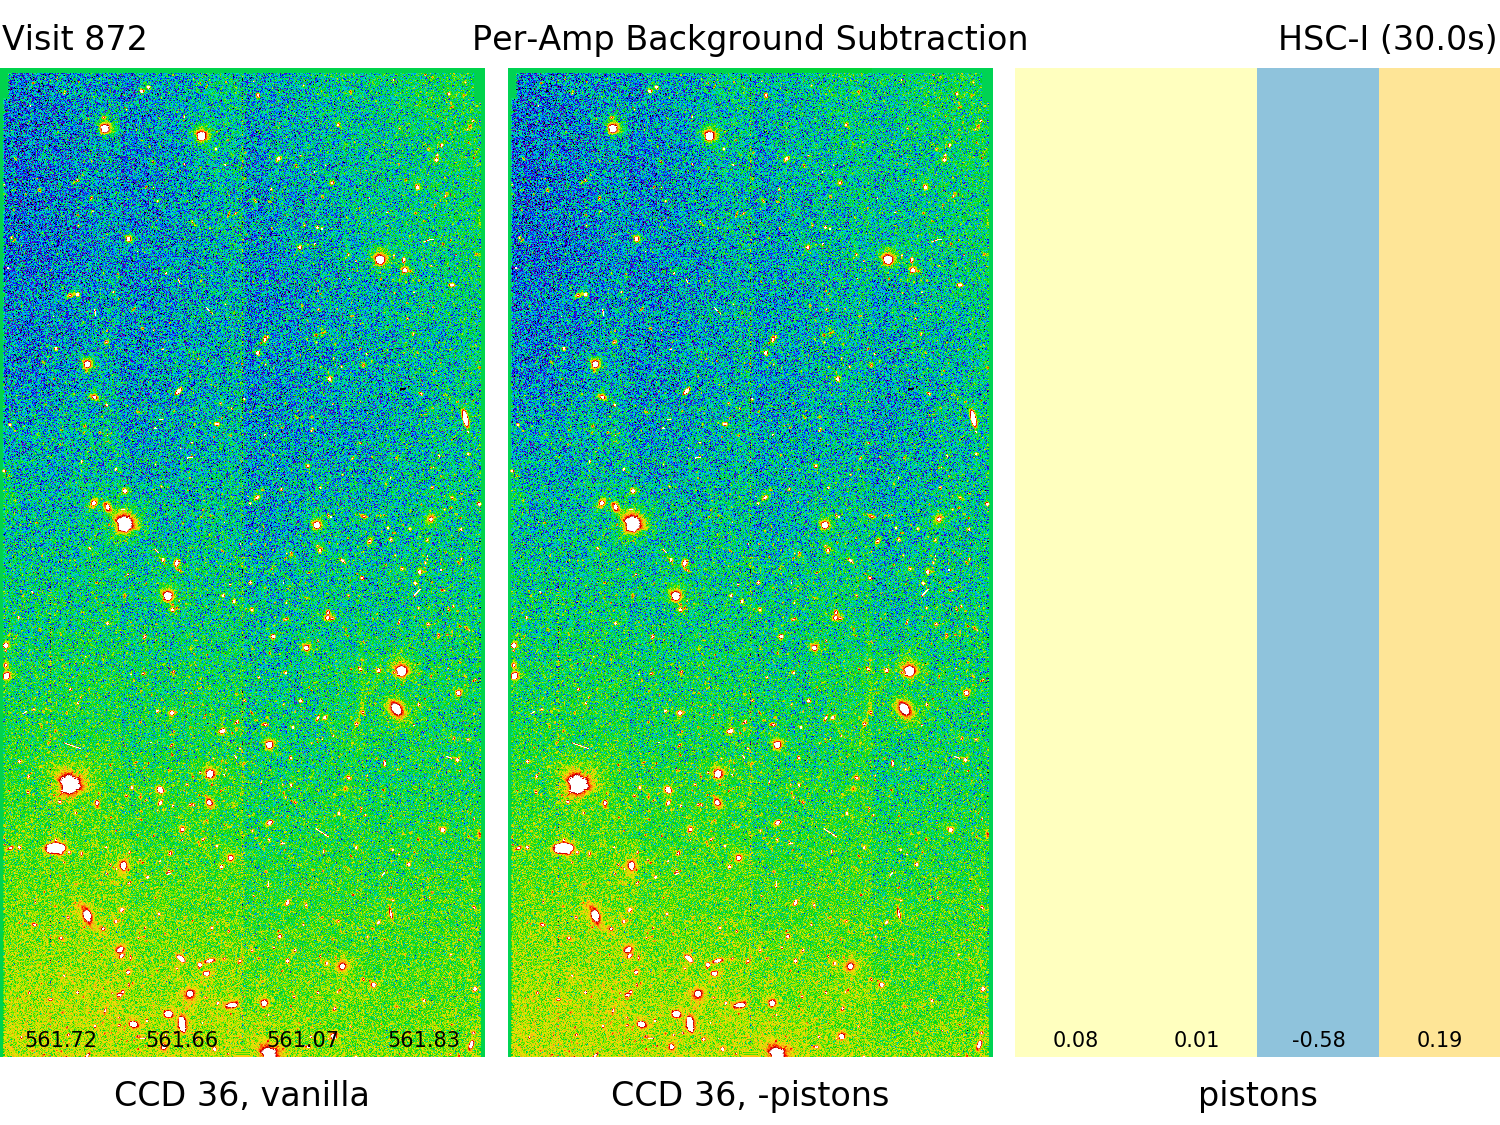 Visit 872
Per-Amp Background Subtraction
HSC-I (30.0s)
561.72 561.66 561.07 561.83
0.08 0.01 -0.58 0.19
CCD 36, vanilla
CCD 36, -pistons
pistons